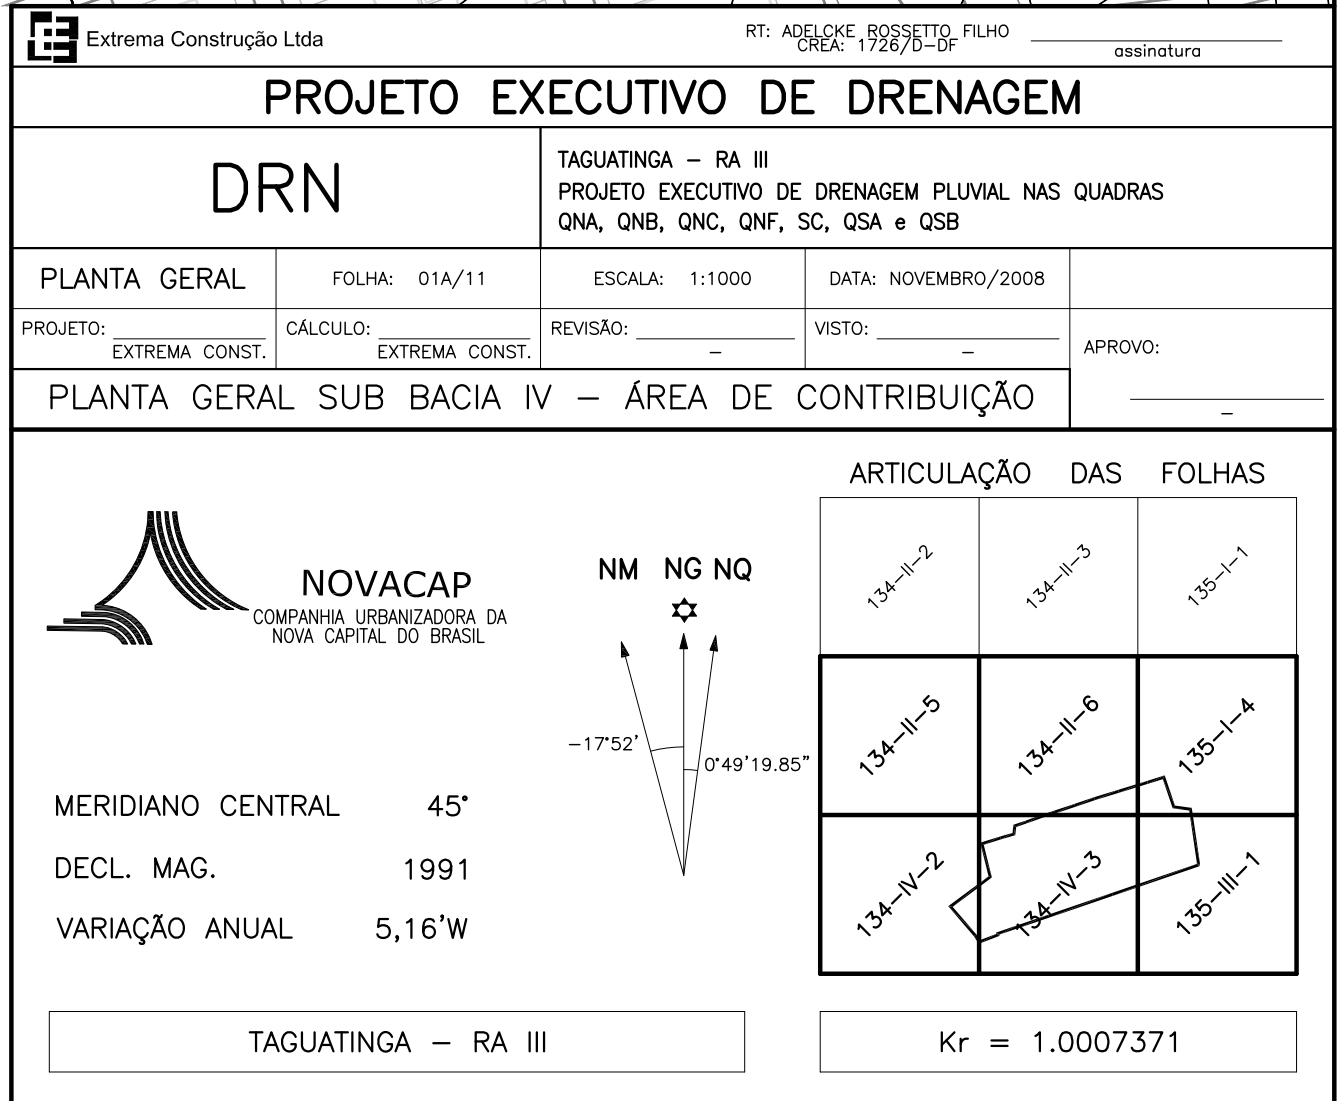 Extrema Construção Ltda
RT: ADELCKE ROSSETTO FILHO
CREA: 1726/D-DF
assinatura
PROJETO EXECUTIVO DE DRENAGEM
DRN
TAGUATINGA – RA III
PROJETO EXECUTIVO DE DRENAGEM PLUVIAL NAS QUADRAS
QNA, QNB, QNC, QNF, SC, QSA e QSB
PLANTA GERAL
FOLHA: 01A/11
ESCALA: 1:1000
DATA: NOVEMBRO/2008
PROJETO:
EXTREMA CONST.
CÁLCULO:
EXTREMA CONST.
REVISÃO:
–
VISTO:
–
APROVO:
–
PLANTA GERAL SUB BACIA IV – ÁREA DE CONTRIBUIÇÃO
ARTICULAÇÃO DAS FOLHAS
134-II-2
134-II-3
135-I-1
134-II-5
134-II-6
135-I-4
134-IV-2
134-IV-3
135-III-1
NOVACAP
COMPANHIA URBANIZADORA DA
NOVA CAPITAL DO BRASIL
NM NG NQ
-17°52'
0°49'19.85"
MERIDIANO CENTRAL 45°
DECL. MAG. 1991
VARIAÇÃO ANUAL 5,16'W
TAGUATINGA – RA III
Kr = 1.0007371